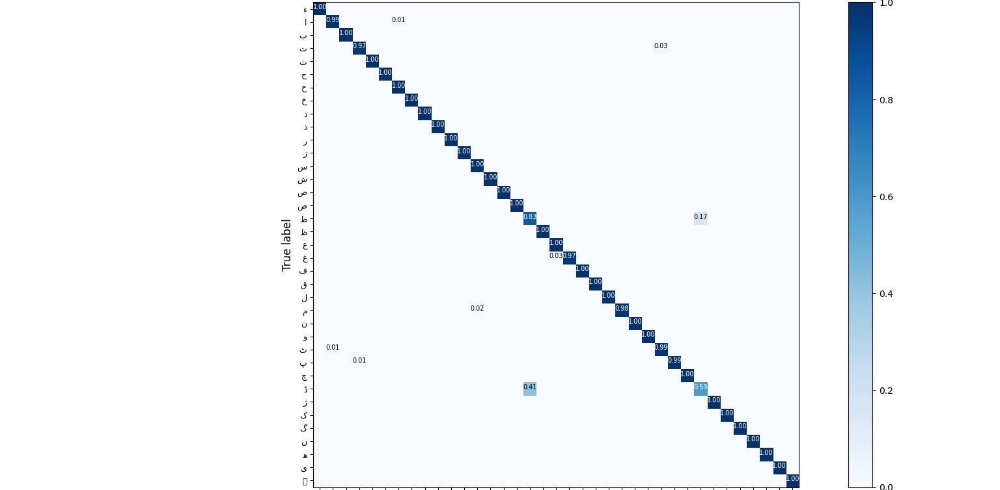 1.0
ء 1.00
ا 0.99 0.01
ب 1.00
ت 0.97 0.03
ث 1.00
ج 1.00
ح 1.00
خ 1.00
0.8
د 1.00
ذ 1.00
ر 1.00
ز 1.00
س 1.00
ش 1.00
ص 1.00
0.6
ض 1.00
ط 0.83 0.17
ظ 1.00
True label
ع 1.00
غ 0.03 0.97
ف 1.00
ق 1.00
0.4
ل 1.00
م 0.02 0.98
ن 1.00
و 1.00
ٹ 0.01 0.99
پ 0.01 0.99
چ 1.00
ڈ 0.41 0.59
0.2
ژ 1.00
ک 1.00
گ 1.00
ں 1.00
ھ 1.00
ی 1.00
1.00
0.0